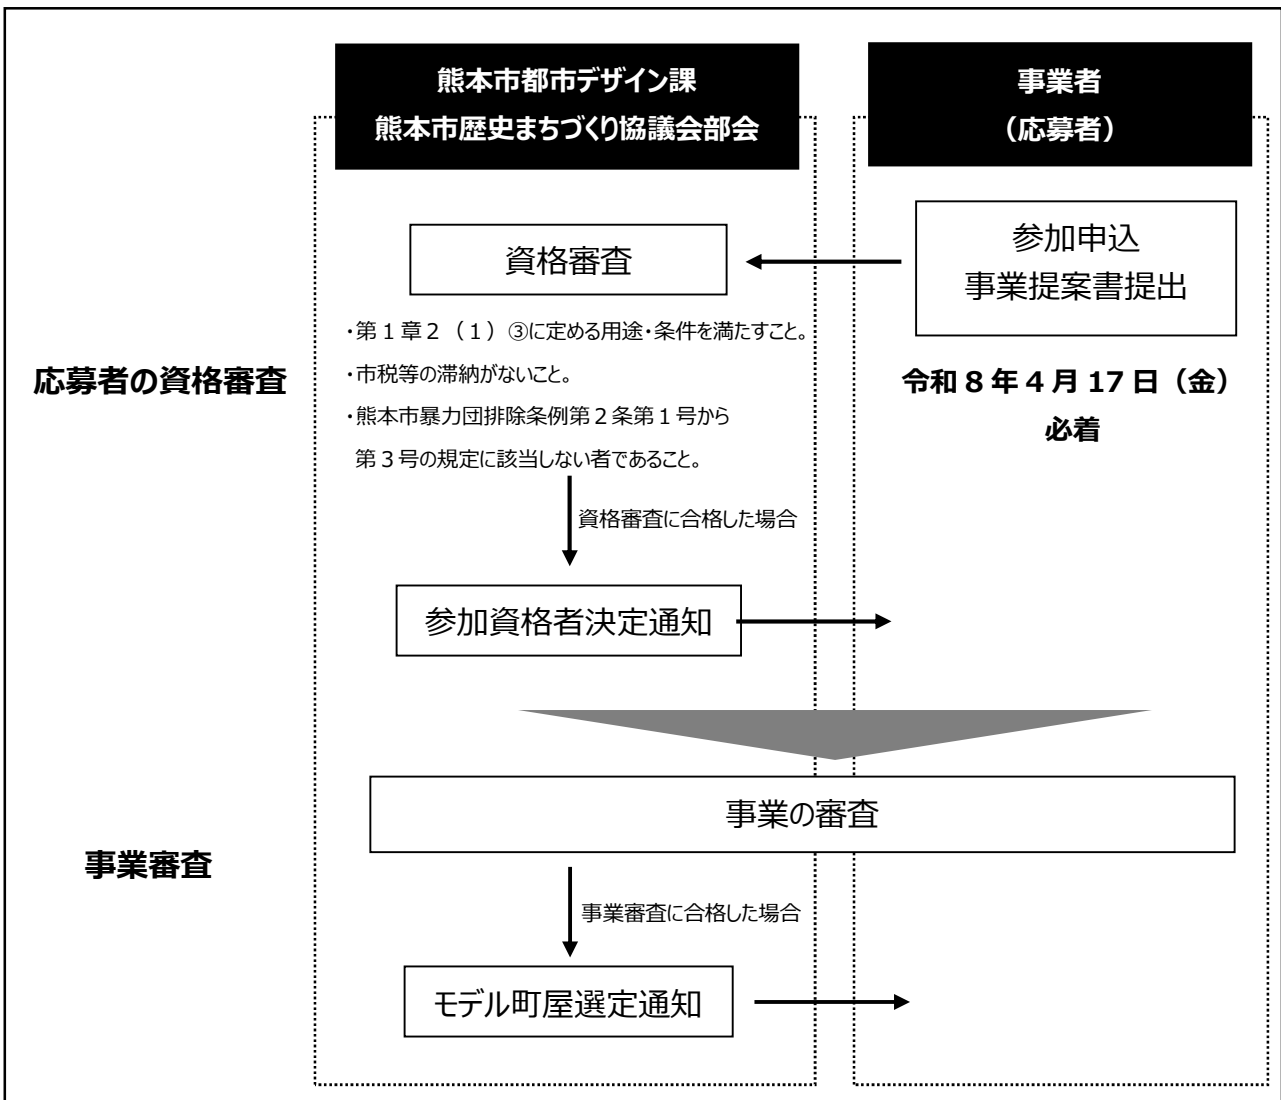 熊本市都市デザイン課
熊本市歴史まちづくり協議会部会
事業者
（応募者）
参加申込
事業提案書提出
資格審査
・第１章２（１）③に定める用途・条件を満たすこと。
・市税等の滞納がないこと。
・熊本市暴力団排除条例第２条第１号から
第３号の規定に該当しない者であること。
応募者の資格審査
令和８年４月17日（金）
必着
資格審査に合格した場合
参加資格者決定通知
事業の審査
事業審査
事業審査に合格した場合
モデル町屋選定通知